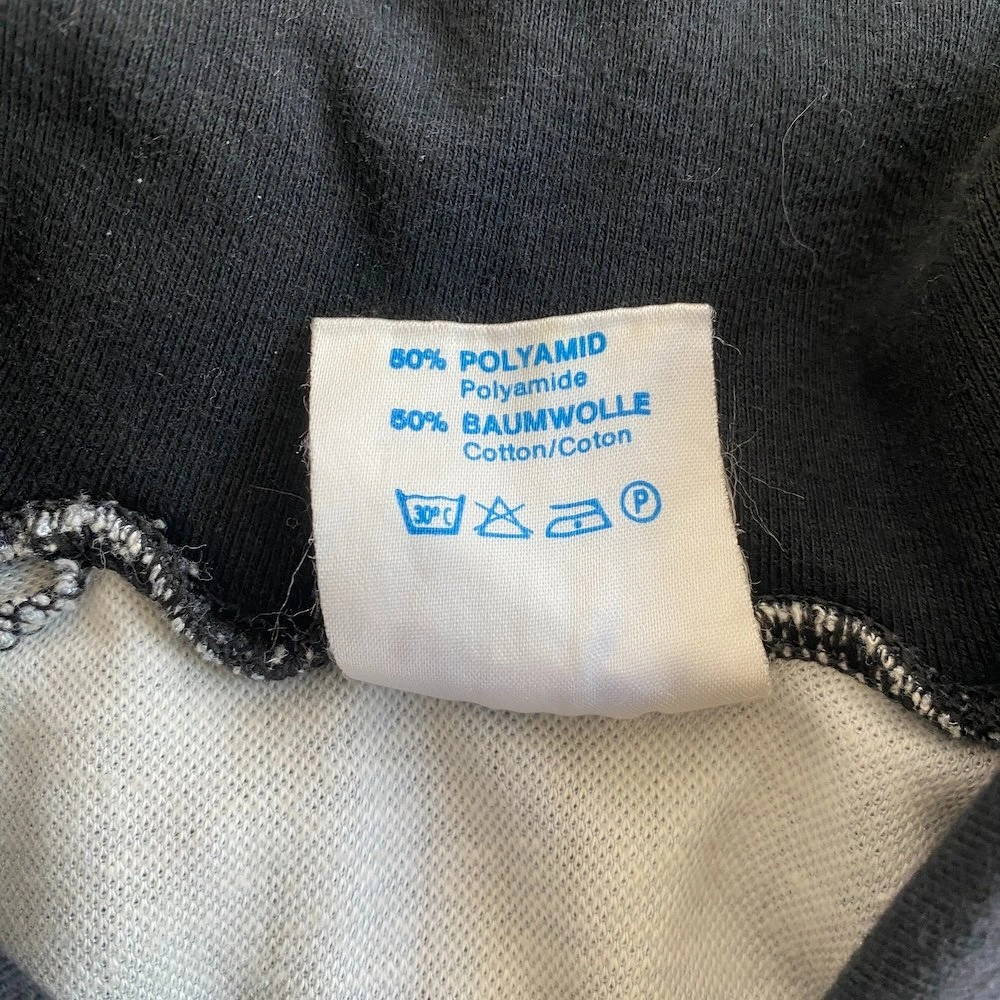 50% POLYAMID
Polyamide
50% BAUMWOLLE
Cotton/Coton
30° C P